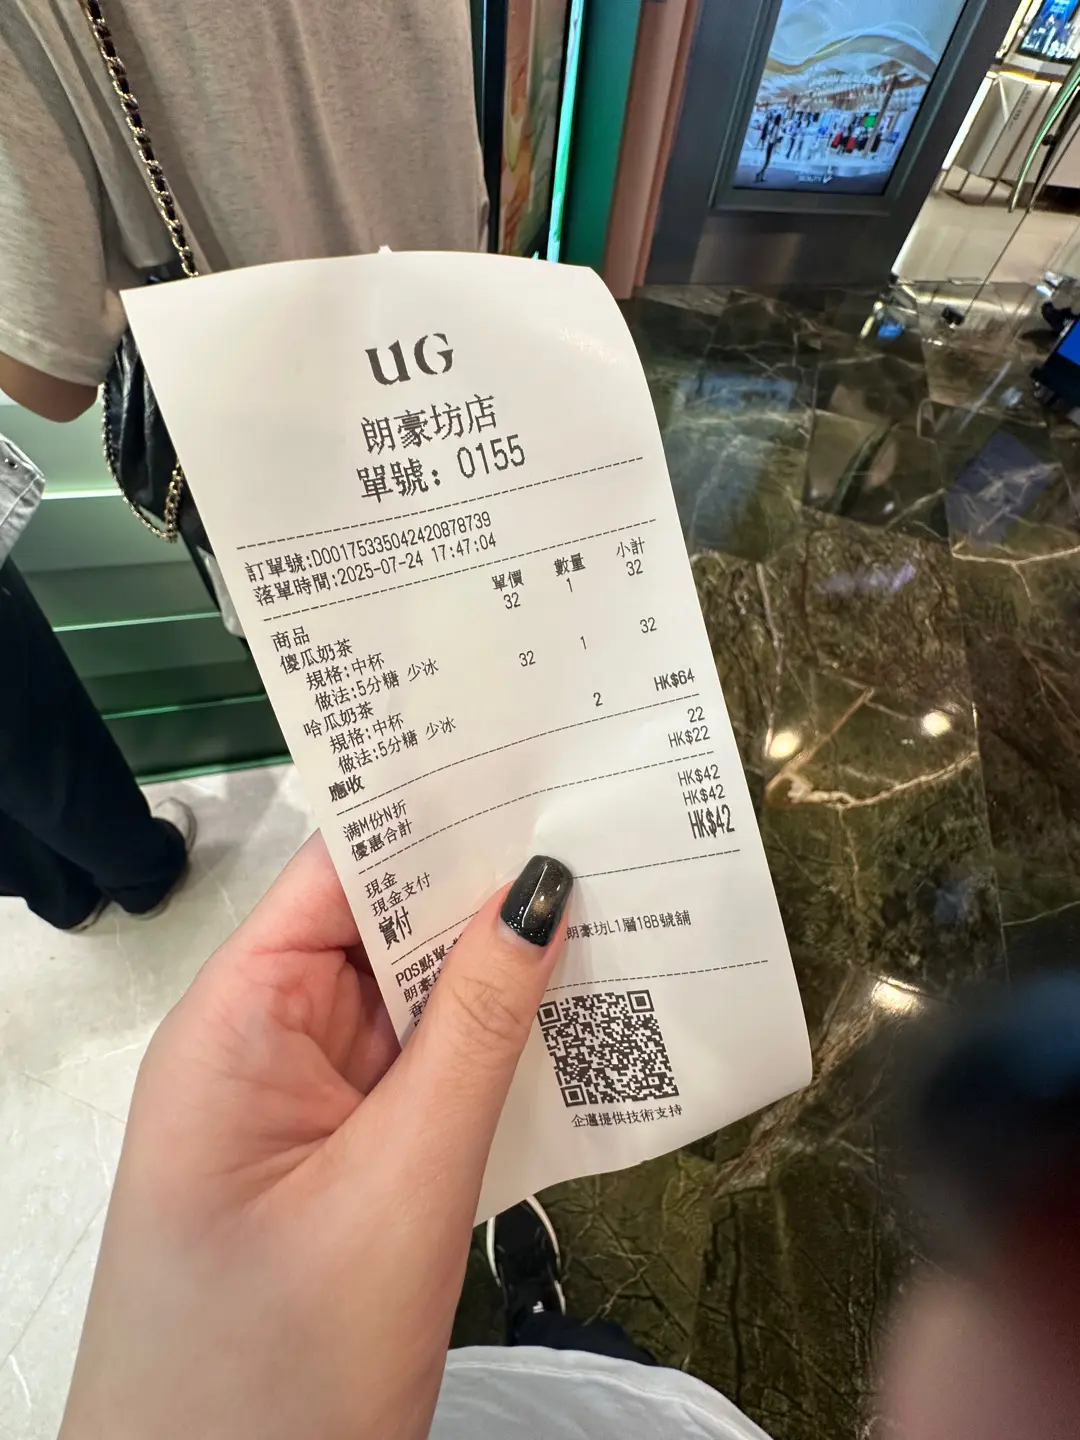 UG
朗豪坊店
單號: 0155
訂單號:D00175335042420878739
落單時間:2025-07-24 17:47:04
商品 單價 數量 小計
傻瓜奶茶 32 1 32
規格:中杯
做法:5分糖 少冰
哈瓜奶茶 32 1 32
規格:中杯
做法:5分糖 少冰
應收 2 HK$64
滿M份N折 22
優惠合計 HK$22
現金 HK$42
現金支付 HK$42
實付 HK$42
POS點單
朗豪坊L1層18B號舖
朗豪
香
企邁提供技術支持